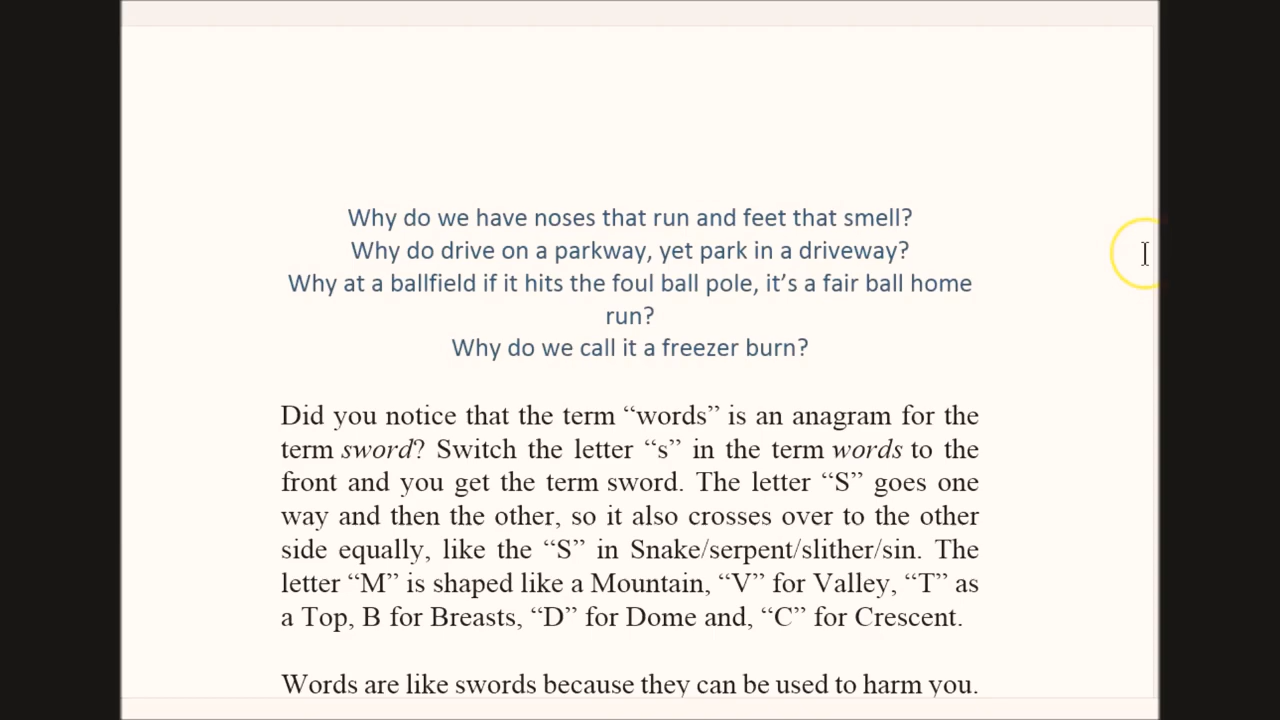 Why do we have noses that run and feet that smell?
Why do drive on a parkway, yet park in a driveway?
Why at a ballfield if it hits the foul ball pole, it’s a fair ball home
run?
Why do we call it a freezer burn?
Did you notice that the term “words” is an anagram for the
term sword? Switch the letter “s” in the term words to the
front and you get the term sword. The letter “S” goes one
way and then the other, so it also crosses over to the other
side equally, like the “S” in Snake/serpent/slither/sin. The
letter “M” is shaped like a Mountain, “V” for Valley, “T” as
a Top, B for Breasts, “D” for Dome and, “C” for Crescent.
Words are like swords because they can be used to harm you.